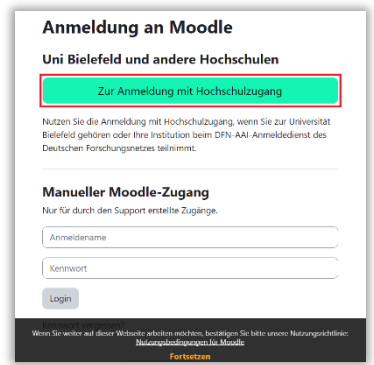 Anmeldung an Moodle
Uni Bielefeld und andere Hochschulen
Zur Anmeldung mit Hochschulzugang
Nutzen Sie die Anmeldung mit Hochschulzugang, wenn Sie zur Universität
Bielefeld gehören oder Ihre Institution beim DFN-AAI-Anmeldedienst des
Deutschen Forschungsnetzes teilnimmt.
Manueller Moodle-Zugang
Nur für durch den Support erstellte Zugänge.
Anmeldename
Kennwort
Login
Kennwort vergessen?
Wenn Sie weiter auf dieser Webseite arbeiten möchten, bestätigen Sie bitte unsere Nutzungsrichtlinie:
Nutzungsbedingungen für Moodle
Fortsetzen